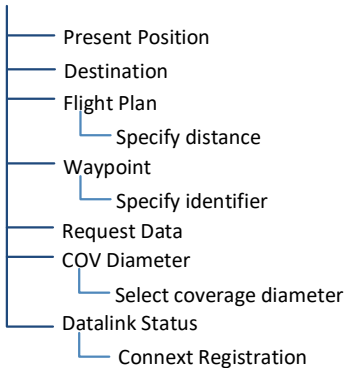 Present Position
Destination
Flight Plan
Specify distance
Waypoint
Specify identifier
Request Data
COV Diameter
Select coverage diameter
Datalink Status
Connext Registration